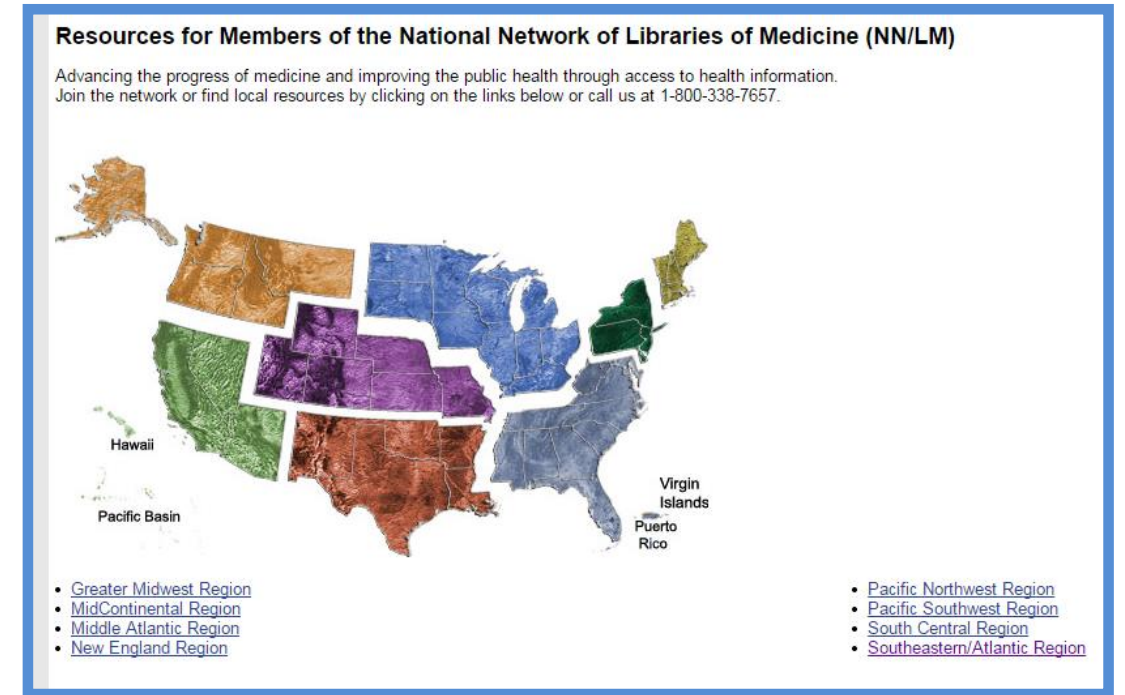 Resources for Members of the National Network of Libraries of Medicine (NN/LM)
Advancing the progress of medicine and improving the public health through access to health information.
Join the network or find local resources by clicking on the links below or call us at 1-800-338-7657.
Hawaii
Pacific Basin
Virgin
Islands
Puerto
Rico
Greater Midwest Region
MidContinental Region
Middle Atlantic Region
New England Region
Pacific Northwest Region
Pacific Southwest Region
South Central Region
Southeastern/Atlantic Region